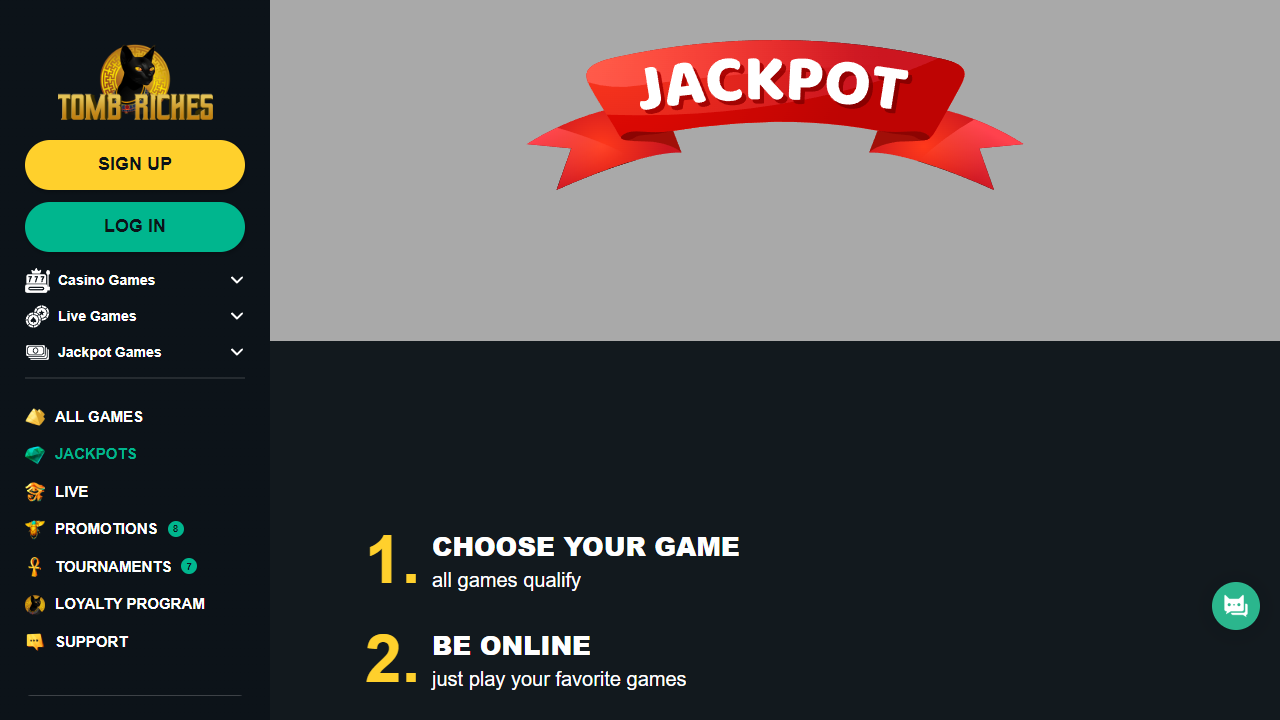 TOMB RICHES
SIGN UP
LOG IN
Casino Games
Live Games
Jackpot Games
ALL GAMES
JACKPOTS
LIVE
PROMOTIONS 8
TOURNAMENTS 7
LOYALTY PROGRAM
SUPPORT
JACKPOT
1. CHOOSE YOUR GAME
all games qualify
2. BE ONLINE
just play your favorite games